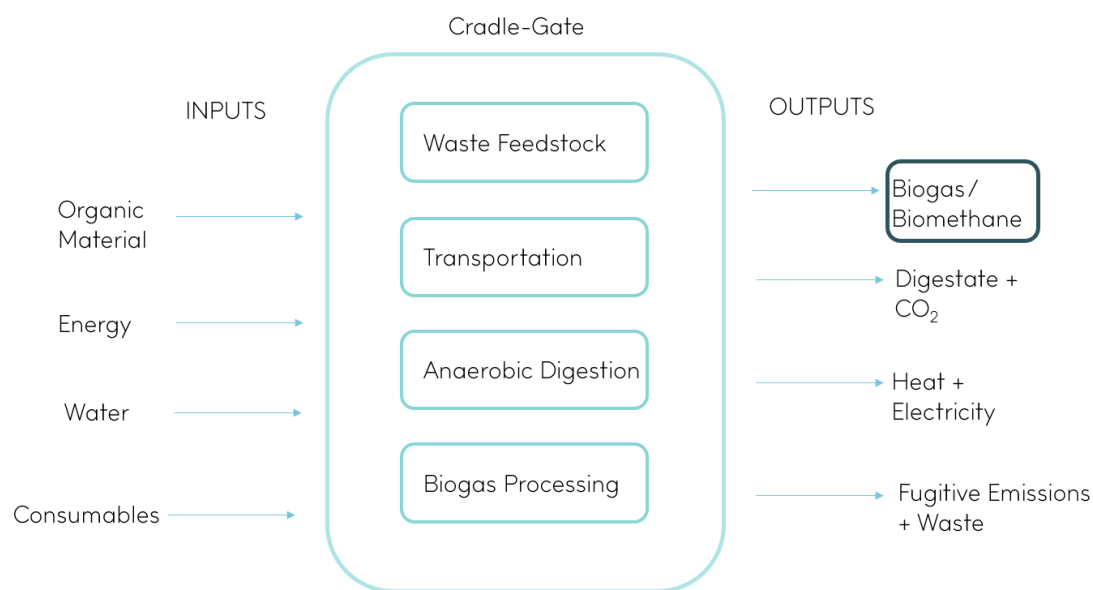 Cradle-Gate
INPUTS
OUTPUTS
Organic
Material
Energy
Water
Consumables
Waste Feedstock
Transportation
Anaerobic Digestion
Biogas Processing
Biogas/
Biomethane
Digestate +
CO₂
Heat +
Electricity
Fugitive Emissions
+ Waste